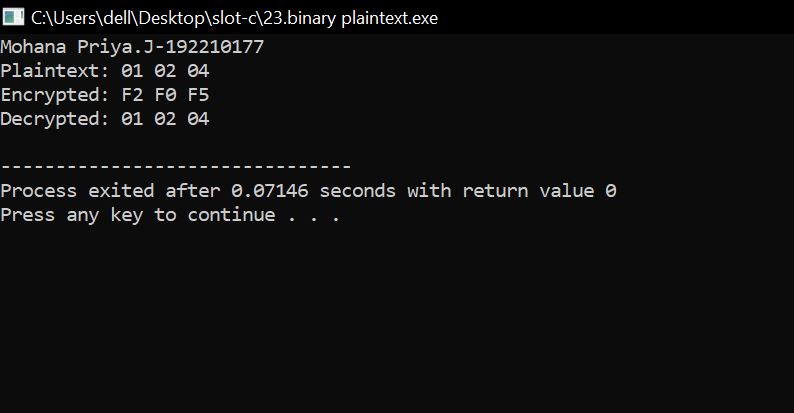 C:\Users\dell\Desktop\slot-c\23.binary plaintext.exe
Mohana Priya.J-192210177
Plaintext: 01 02 04
Encrypted: F2 F0 F5
Decrypted: 01 02 04
--------------------------------
Process exited after 0.07146 seconds with return value 0
Press any key to continue . . .